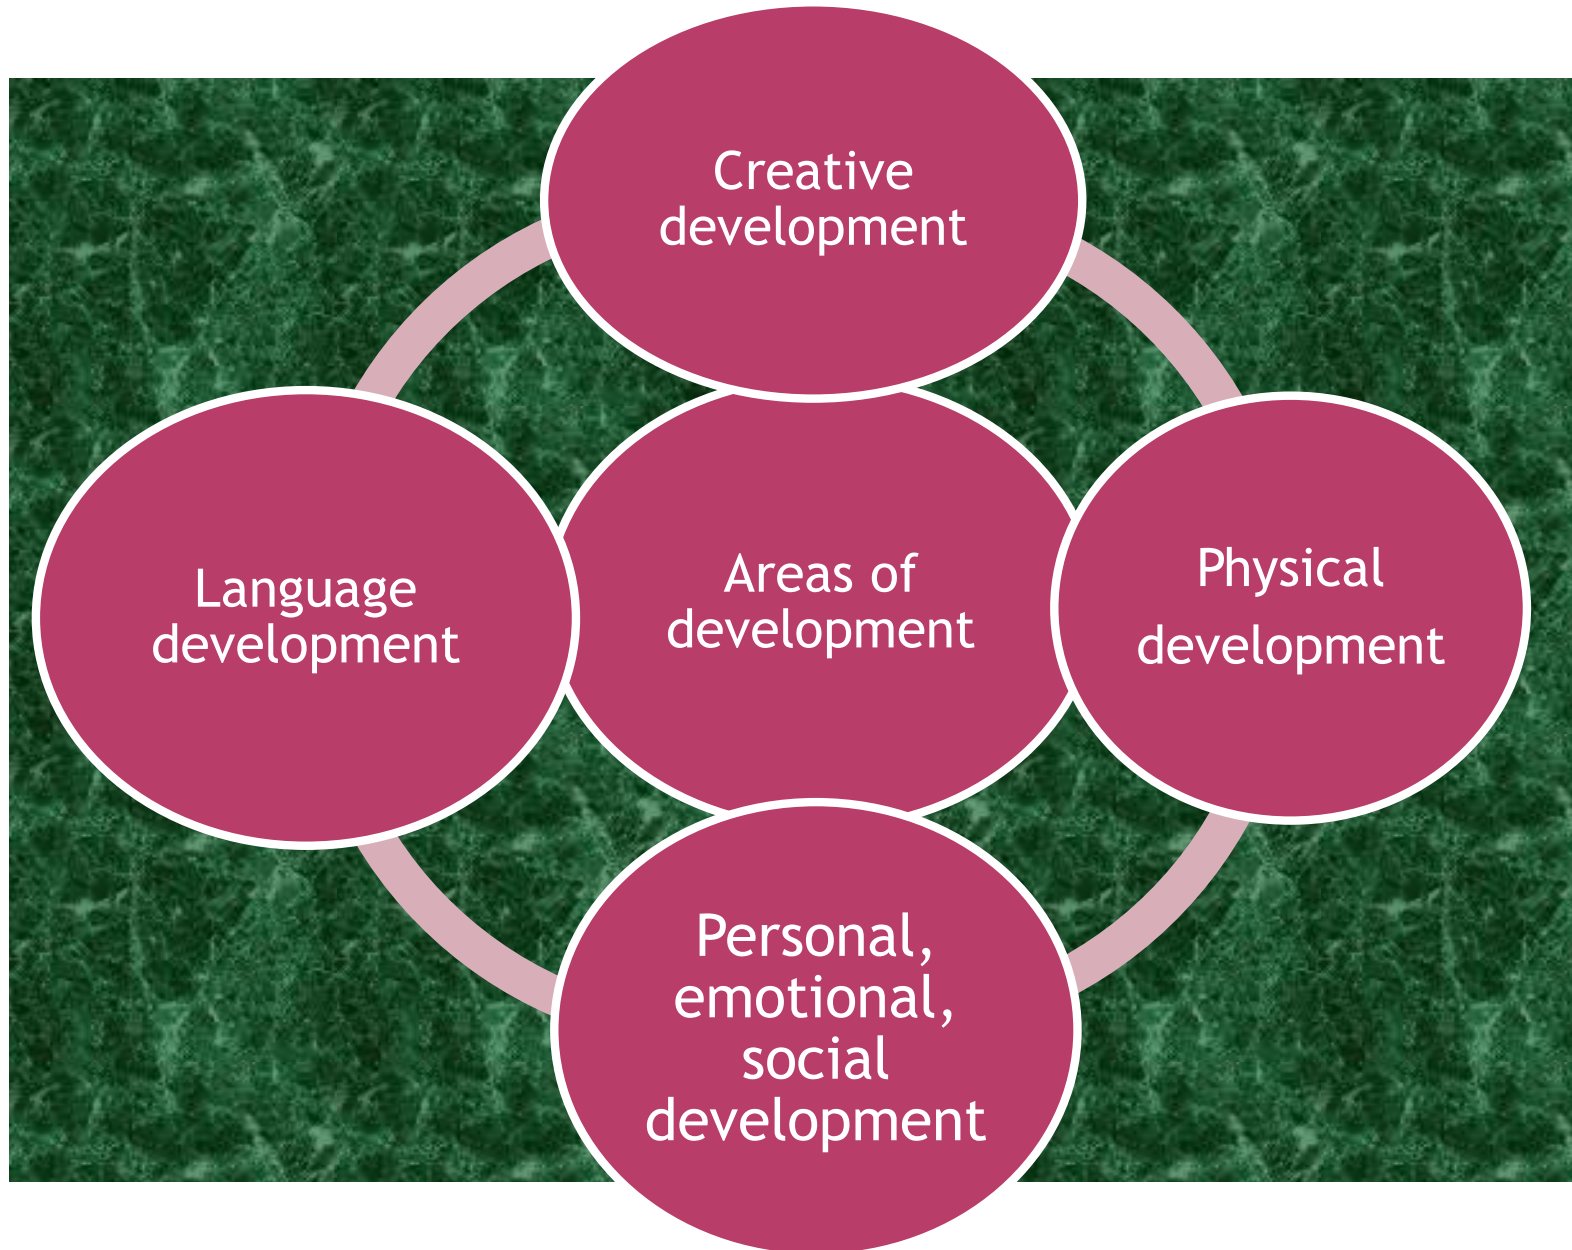 Creative
development
Language
development
Areas of
development
Physical
development
Personal,
emotional,
social
development